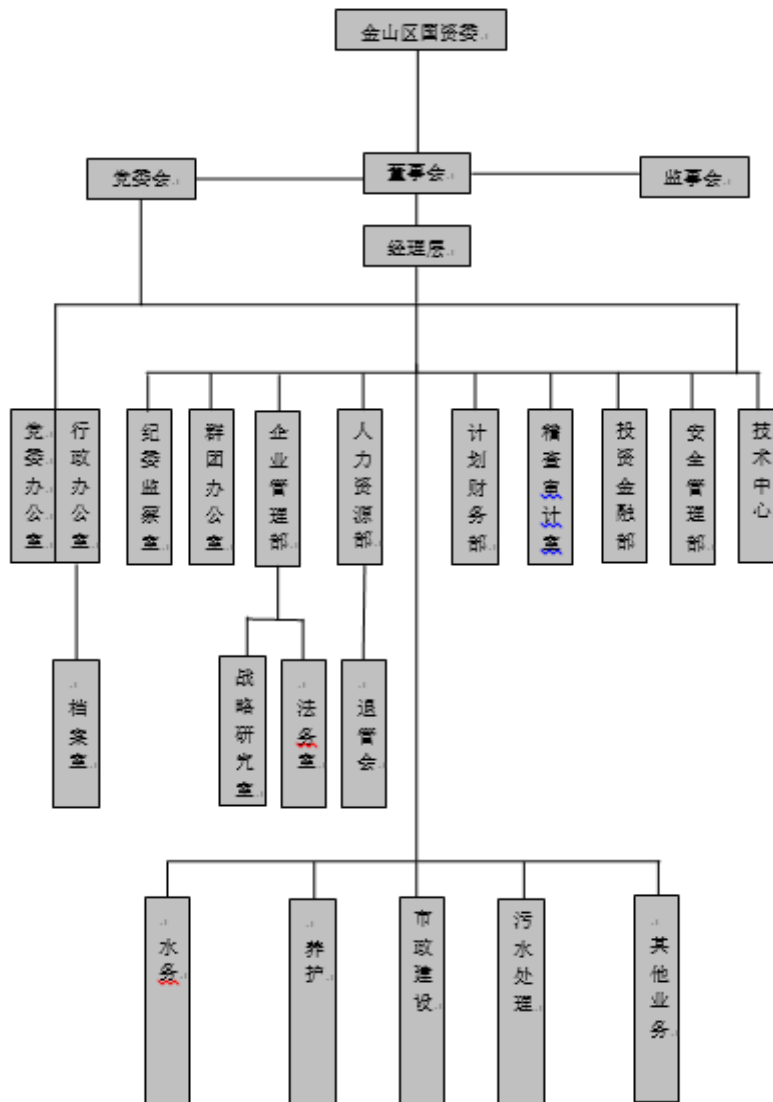 金山区国资委
党委会
董事会
监事会
经理层
党委办公室
行政办公室
纪委监察室
群团办公室
企业管理部
人力资源部
计划财务部
稽查审计室
投资金融部
安全管理部
技术中心
档案室
战略研究室
法务室
退管会
水务
养护
市政建设
污水处理
其他业务